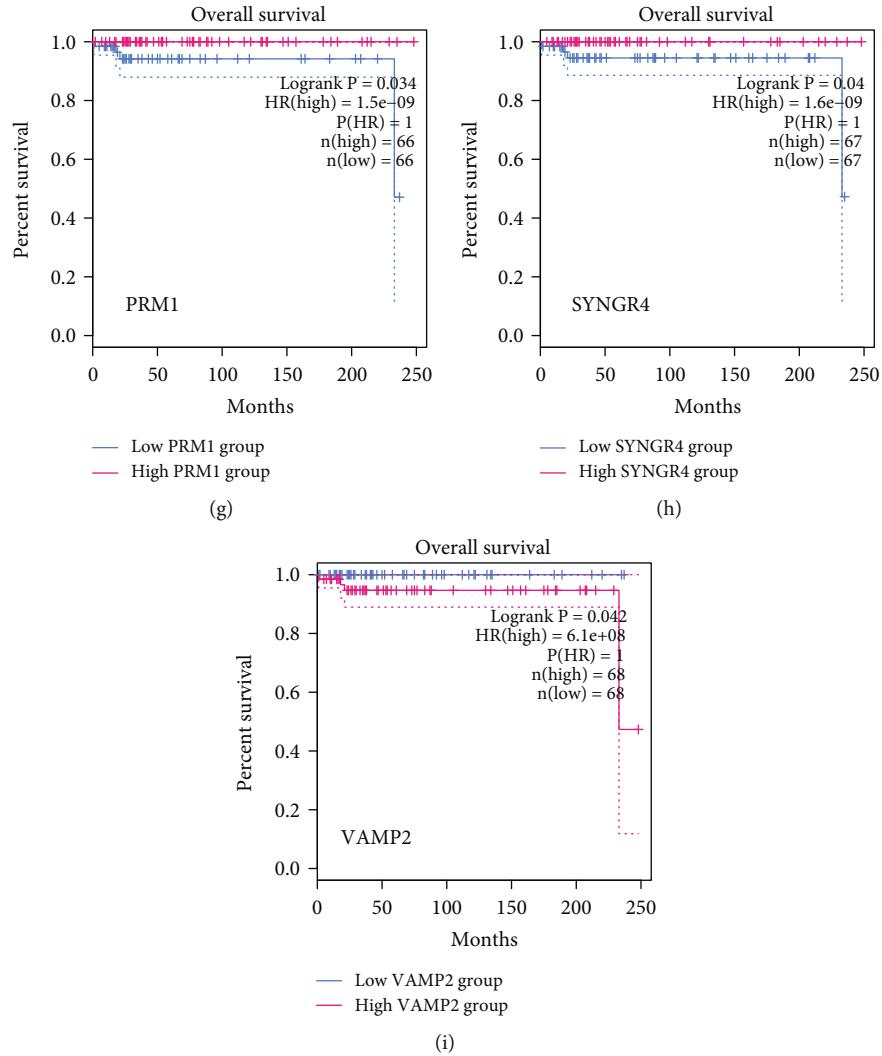 Overall survival
1.0
0.8
0.6
0.4
0.2
0.0
Percent survival
Logrank P = 0.034
HR(high) = 1.5e−09
P(HR) = 1
n(high) = 66
n(low) = 66
PRM1
0 50 100 150 200 250
Months
Low PRM1 group
High PRM1 group
(g)
Overall survival
1.0
0.8
0.6
0.4
0.2
0.0
Percent survival
Logrank P = 0.04
HR(high) = 1.6e−09
P(HR) = 1
n(high) = 67
n(low) = 67
SYNGR4
0 50 100 150 200 250
Months
Low SYNGR4 group
High SYNGR4 group
(h)
Overall survival
1.0
0.8
0.6
0.4
0.2
0.0
Percent survival
Logrank P = 0.042
HR(high) = 6.1e+08
P(HR) = 1
n(high) = 68
n(low) = 68
VAMP2
0 50 100 150 200 250
Months
Low VAMP2 group
High VAMP2 group
(i)